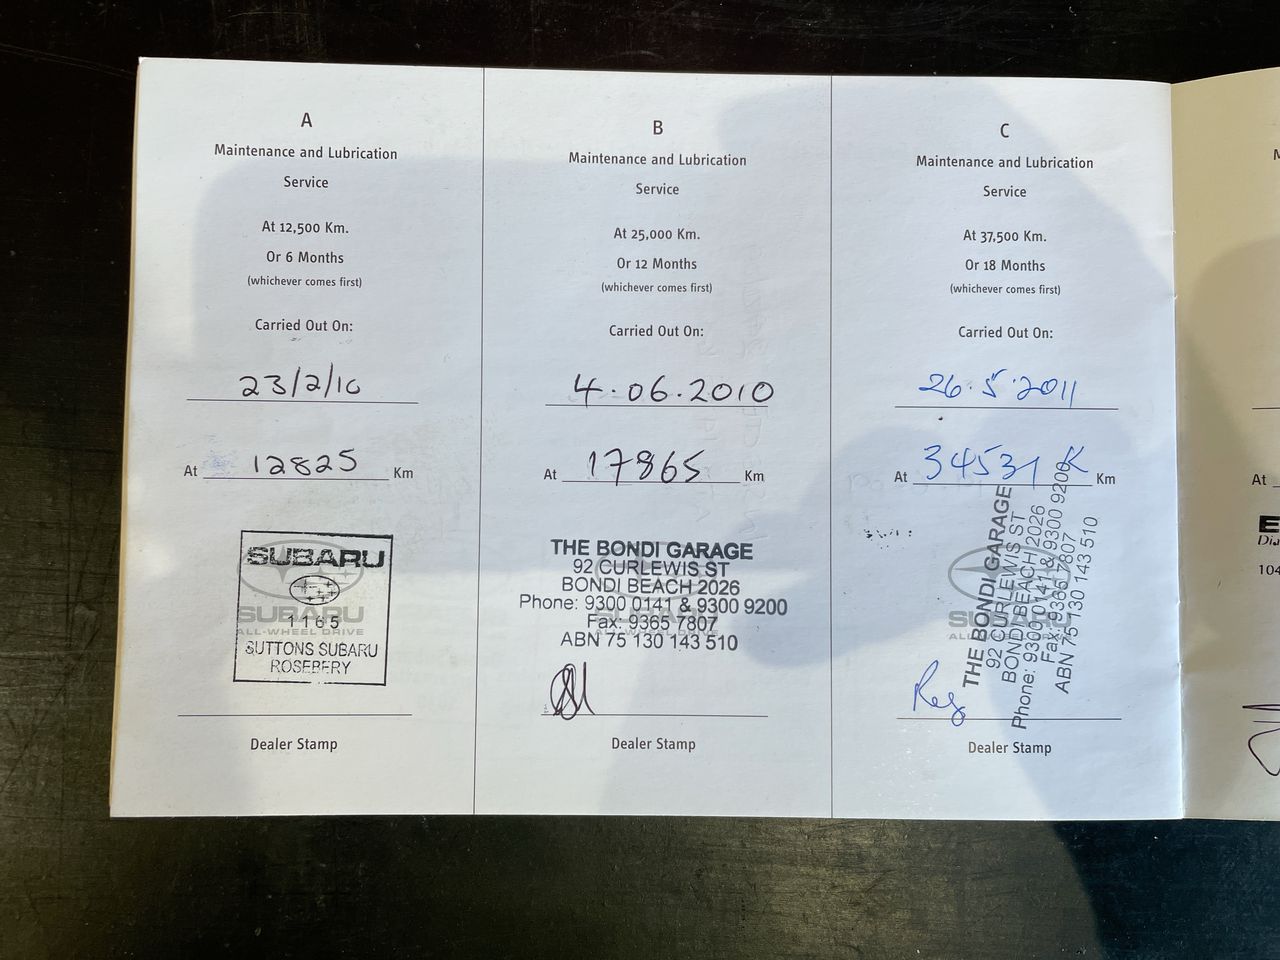 A
Maintenance and Lubrication
Service
At 12,500 Km.
Or 6 Months
(whichever comes first)
Carried Out On:
23/2/10
At 12825 Km
SUBARU
SUBARU
1165
ALL-WHEEL DRIVE
SUTTONS SUBARU
ROSEBERY
Dealer Stamp
B
Maintenance and Lubrication
Service
At 25,000 Km.
Or 12 Months
(whichever comes first)
Carried Out On:
4.06.2010
At 17865 Km
THE BONDI GARAGE
92 CURLEWIS ST
BONDI BEACH 2026
Phone: 9300 0141 & 9300 9200
Fax: 9365 7807
ABN 75 130 143 510
Dealer Stamp
C
Maintenance and Lubrication
Service
At 37,500 Km.
Or 18 Months
(whichever comes first)
Carried Out On:
26.5.2011
At 34531 K Km
THE BONDI GARAGE
92 CURLEWIS ST
BONDI BEACH 2026
Phone: 9300 0141 & 9300 9200
Fax: 9365 7807
ABN 75 130 143 510
Dealer Stamp
At
104